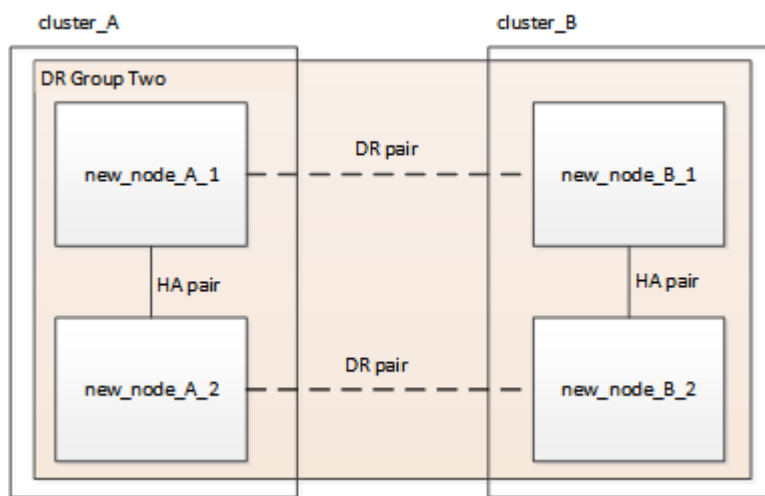 cluster_A
cluster_B
DR Group Two
new_node_A_1
DR pair
new_node_B_1
HA pair
HA pair
new_node_A_2
DR pair
new_node_B_2